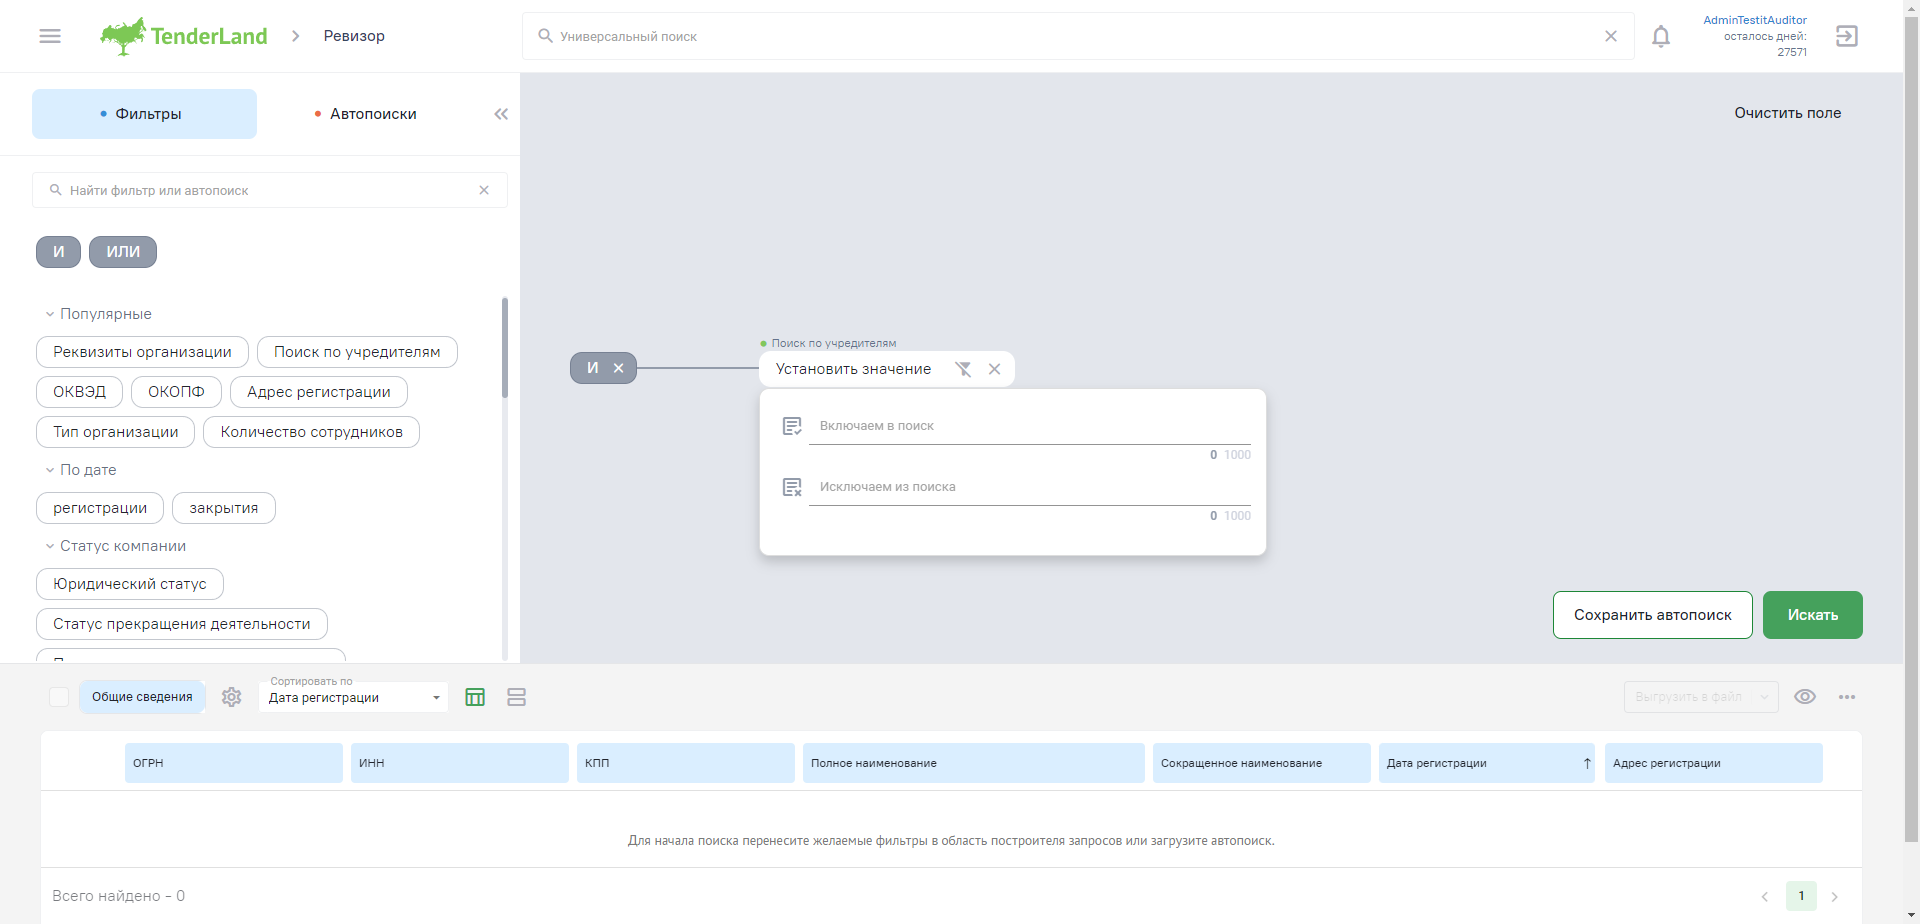 TenderLand
Ревизор
Универсальный поиск
AdminTestitAuditor
осталось дней:
27571
Фильтры
Автопоиски
Очистить поле
Найти фильтр или автопоиск
И
ИЛИ
Популярные
Реквизиты организации
Поиск по учредителям
ОКВЭД
ОКОПФ
Адрес регистрации
Тип организации
Количество сотрудников
По дате
регистрации
закрытия
Статус компании
Юридический статус
Статус прекращения деятельности
И
Поиск по учредителям
Установить значение
Включаем в поиск
0 1000
Исключаем из поиска
0 1000
Сохранить автопоиск
Искать
Общие сведения
Сортировать по
Дата регистрации
Выгрузить в файл
ОГРН
ИНН
КПП
Полное наименование
Сокращенное наименование
Дата регистрации
Адрес регистрации
Для начала поиска перенесите желаемые фильтры в область построителя запросов или загрузите автопоиск.
Всего найдено - 0
1